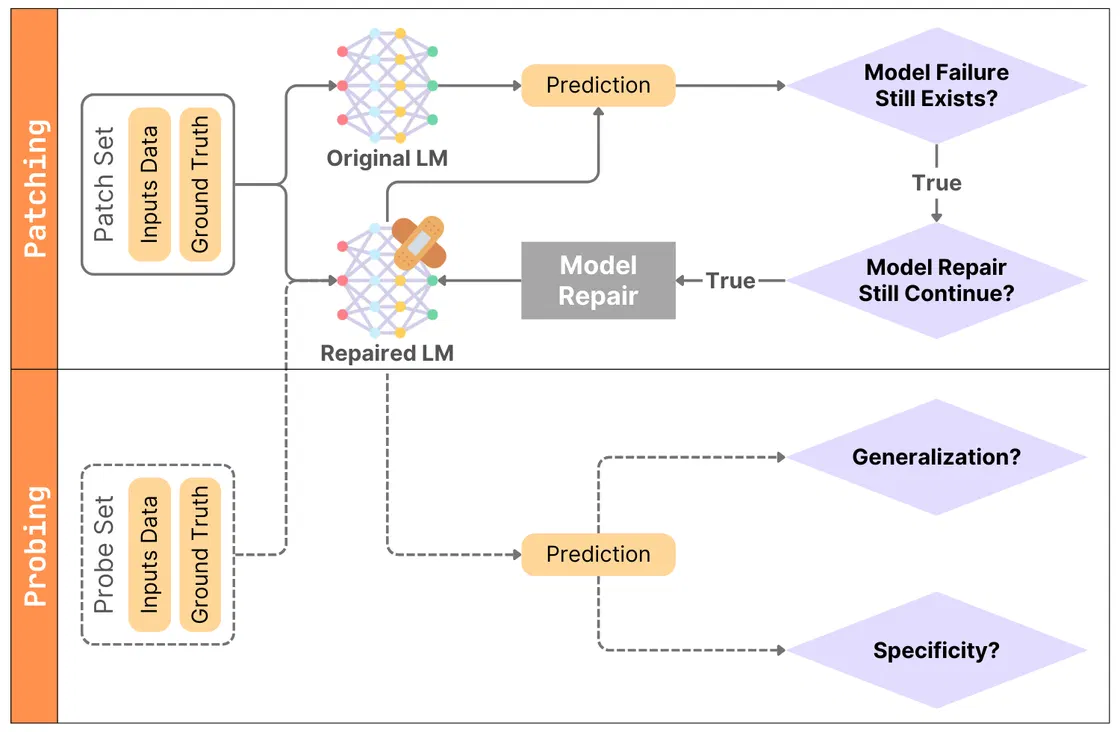 Patching
Patch Set
Inputs Data
Ground Truth
Original LM
Prediction
Model Failure
Still Exists?
True
Model Repair
Still Continue?
True
Model
Repair
Repaired LM
Probing
Probe Set
Inputs Data
Ground Truth
Prediction
Generalization?
Specificity?